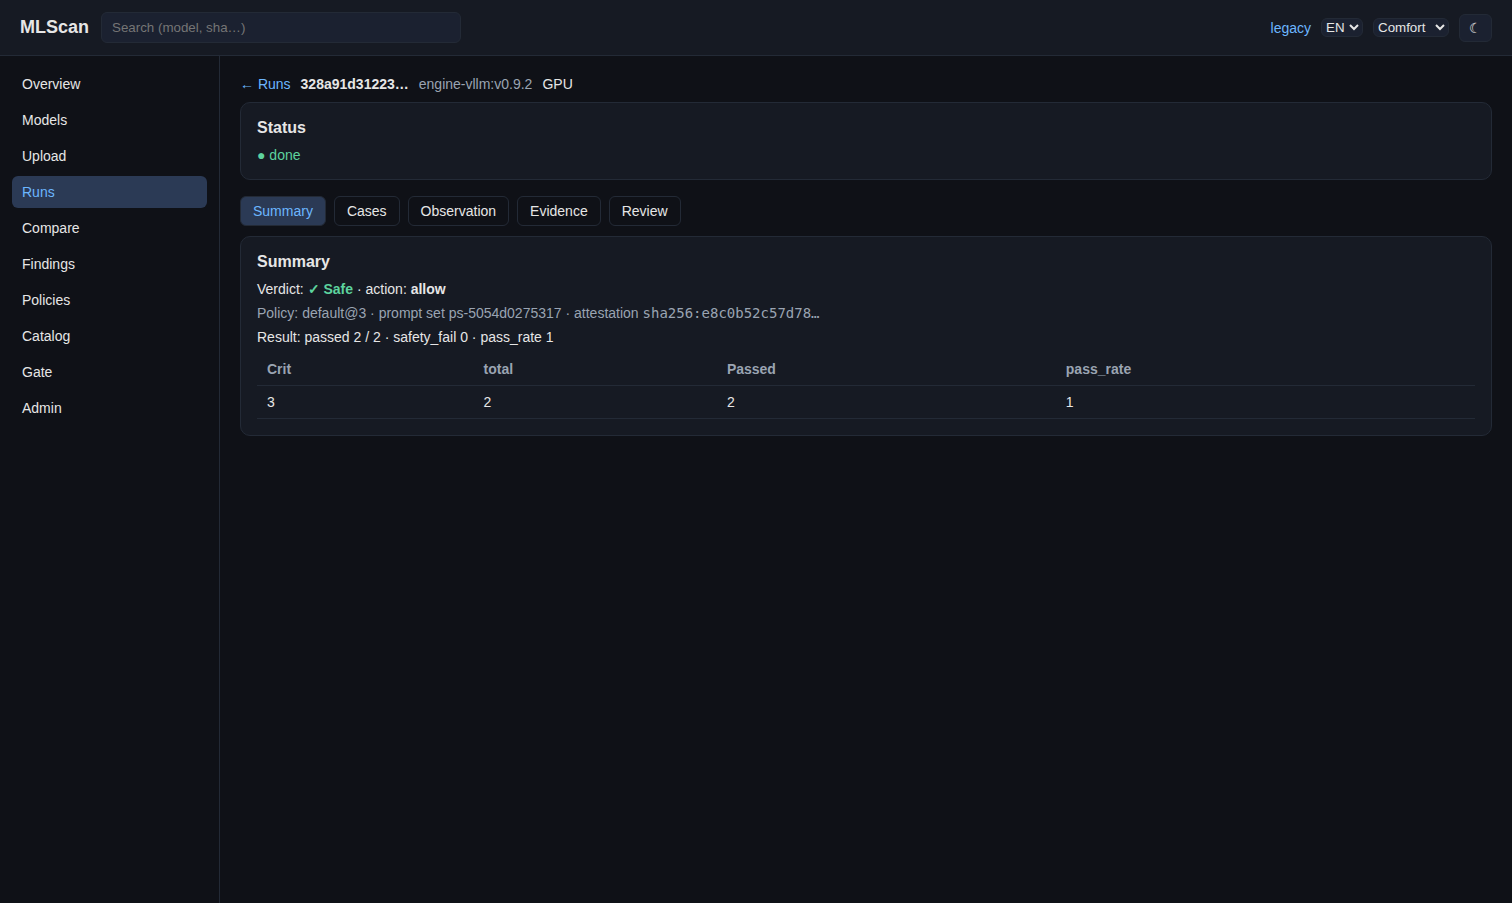 MLScan Search (model, sha…) legacy EN Comfort ☾
Overview
Models
Upload
Runs
Compare
Findings
Policies
Catalog
Gate
Admin
← Runs 328a91d31223… engine-vllm:v0.9.2 GPU
Status
● done
Summary Cases Observation Evidence Review
Summary
Verdict: ✓ Safe · action: allow
Policy: default@3 · prompt set ps-5054d0275317 · attestation sha256:e8c0b52c57d78…
Result: passed 2 / 2 · safety_fail 0 · pass_rate 1
Crit total Passed pass_rate
3 2 2 1